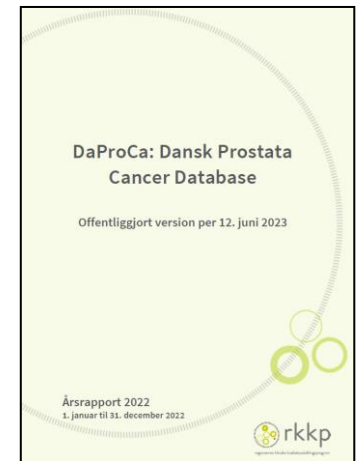 DaProCa: Dansk Prostata
Cancer Database
Offentliggjort version per 12. juni 2023
Årsrapport 2022
1. januar til 31. december 2022
rkkp